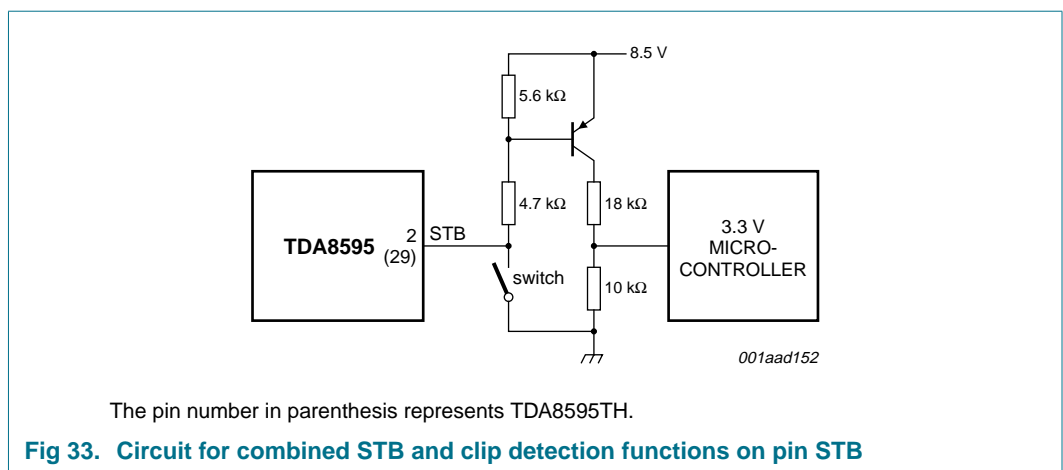 8.5 V
5.6 kΩ
4.7 kΩ
18 kΩ
TDA8595
2
(29)
STB
switch
10 kΩ
3.3 V
MICRO-
CONTROLLER
001aad152
The pin number in parenthesis represents TDA8595TH.
Fig 33. Circuit for combined STB and clip detection functions on pin STB